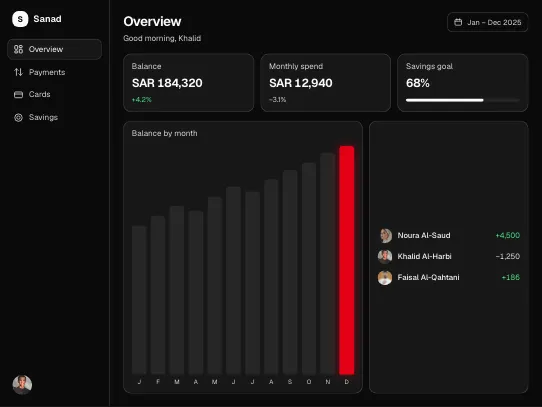 S Sanad
Overview
Payments
Cards
Savings
Overview
Good morning, Khalid
Jan – Dec 2025
Balance
SAR 184,320
+4.2%
Monthly spend
SAR 12,940
−3.1%
Savings goal
68%
Balance by month
J F M A M J J A S O N D
Noura Al-Saud +4,500
Khalid Al-Harbi −1,250
Faisal Al-Qahtani +186